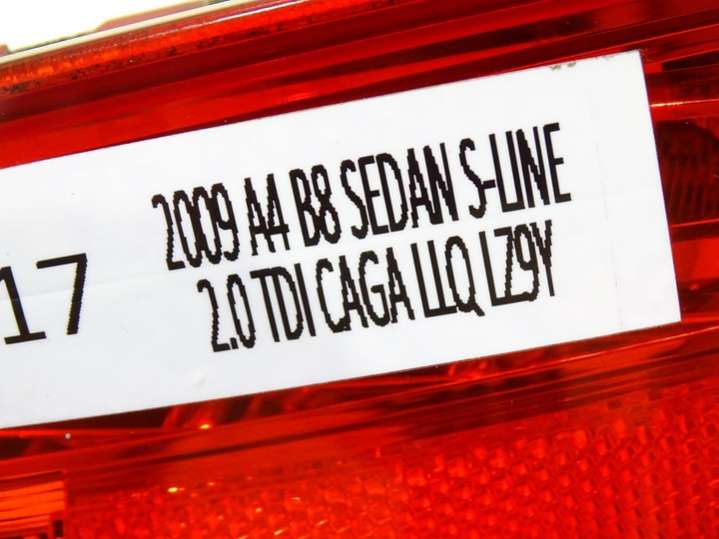 17
2009 A4 B8 SEDAN S-LINE
2.0 TDI CAGA LLQ LZ9Y